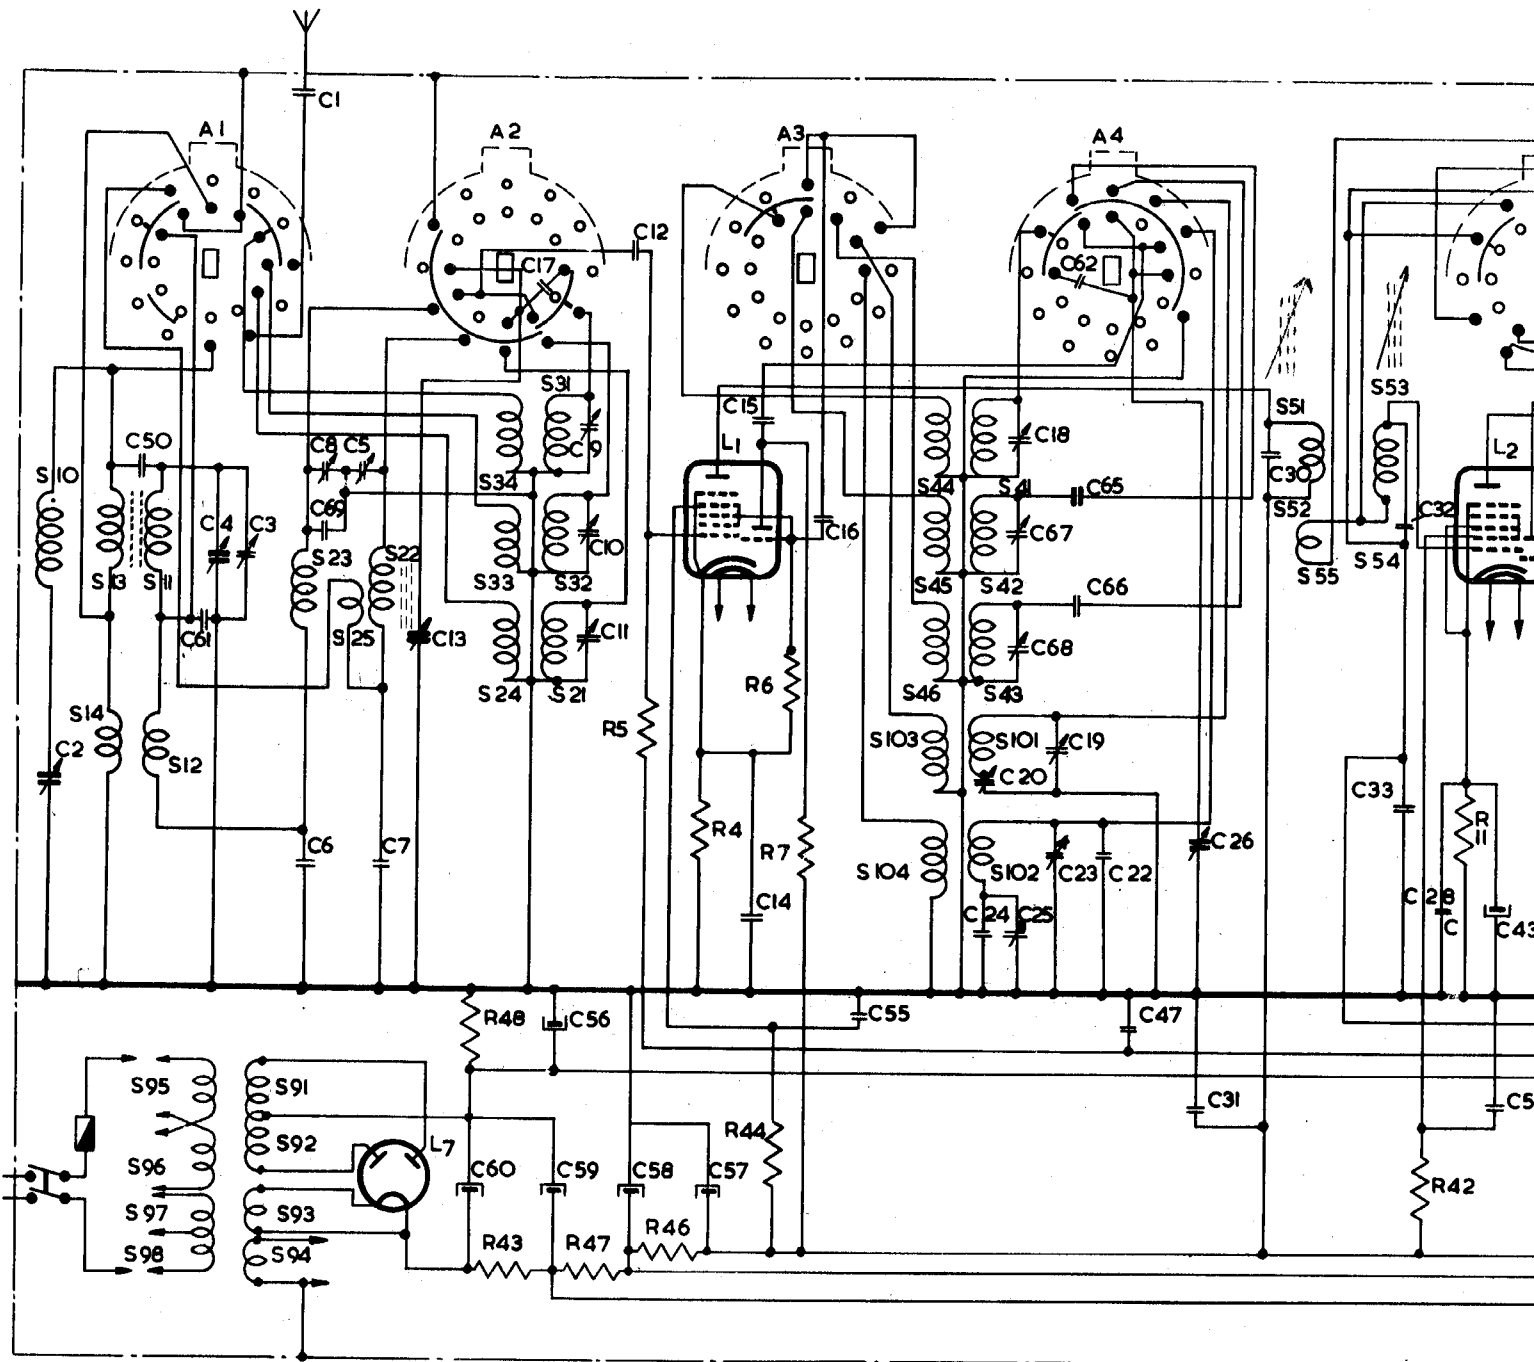 C1
A1 A2 A3 A4
C12
C17 C62
S31 S53
C15 S51
C50 C8 C5 C9 L1 C18 L2
S10 S34 S44 S41 C65 C30
C69 S52 C32
C4 C3 C10 C16 C67
S13 S11 S23 S22 S33 S32 S45 S42 S54
S55
C66
C61 S25 C13 C11 C68
R6
S24 S21 S46 S43
S14 R5
C2 S12 S103 S101 C19
C20
C33
R4 R7 C26 R11
C6 C7
S104 S102 C23 C22
C14 C24 C25 C28
C C43
R48 C56 C55 C47
S95 S91
C31 C5
S92 L7 R44
S96 C60 C59 C58 C57
R42
S97 S93
R43 R47 R46
S98 S94